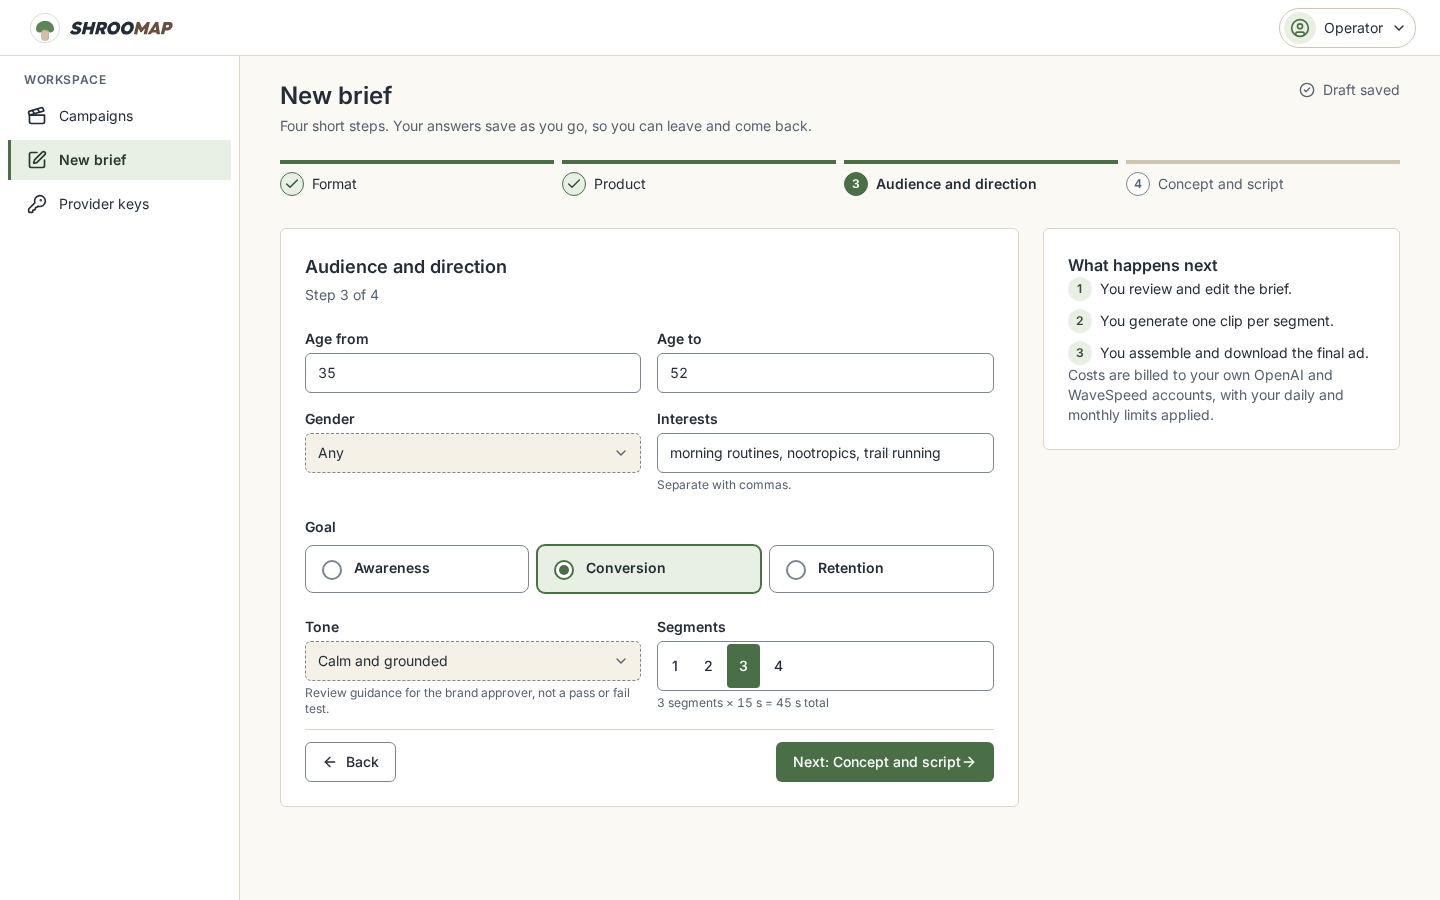 SHROOMAP
Operator
WORKSPACE
Campaigns
New brief
Provider keys
New brief
Draft saved
Four short steps. Your answers save as you go, so you can leave and come back.
Format
Product
3 Audience and direction
4 Concept and script
Audience and direction
Step 3 of 4
Age from
Age to
35
52
Gender
Interests
Any
morning routines, nootropics, trail running
Separate with commas.
Goal
Awareness
Conversion
Retention
Tone
Segments
Calm and grounded
1 2 3 4
Review guidance for the brand approver, not a pass or fail
test.
3 segments × 15 s = 45 s total
Back
Next: Concept and script
What happens next
1 You review and edit the brief.
2 You generate one clip per segment.
3 You assemble and download the final ad.
Costs are billed to your own OpenAI and
WaveSpeed accounts, with your daily and
monthly limits applied.